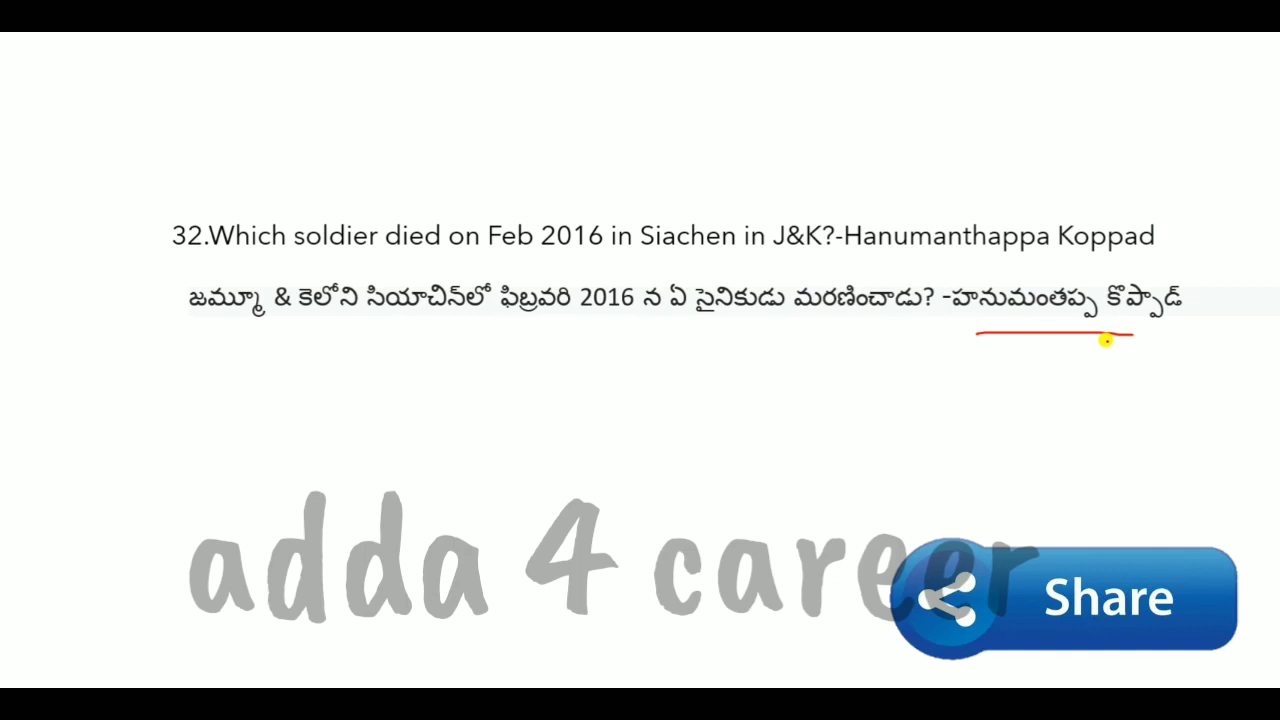 32.Which soldier died on Feb 2016 in Siachen in J&K?-Hanumanthappa Koppad
జమ్మూ & కెలోని సియాచిన్‌లో ఫిబ్రవరి 2016 న ఏ సైనికుడు మరణించాడు? -హనుమంతప్ప కొప్పాడ్
adda 4 career
Share